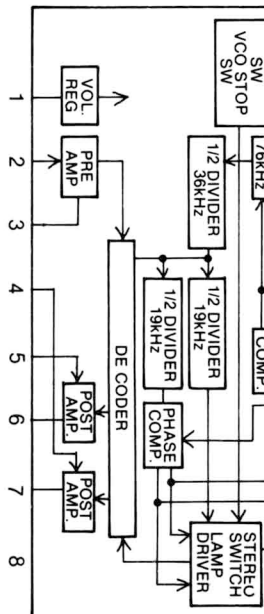 SW
VCO STOP
SW
76kHz
COMP.
STEREO
SWITCH
LAMP
DRIVER
1/2 DIVIDER
36kHz
1/2 DIVIDER
19kHz
1/2 DIVIDER
19kHz
PHASE
COMP.
VOL.
REG
PRE
AMP
DE CODER
POST
AMP.
POST
AMP.
1 2 3 4 5 6 7 8